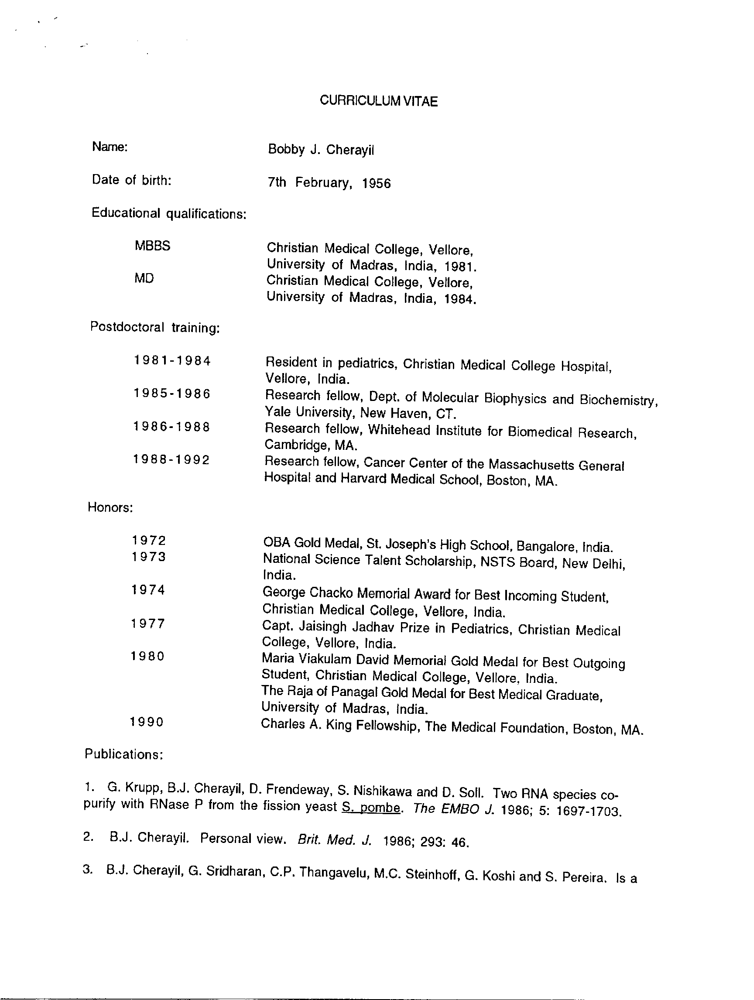 CURRICULUM VITAE
Name: Bobby J. Cherayil
Date of birth: 7th February, 1956
Educational qualifications:
MBBS Christian Medical College, Vellore,
University of Madras, India, 1981.
MD Christian Medical College, Vellore,
University of Madras, India, 1984.
Postdoctoral training:
1981-1984 Resident in pediatrics, Christian Medical College Hospital,
Vellore, India.
1985-1986 Research fellow, Dept. of Molecular Biophysics and Biochemistry,
Yale University, New Haven, CT.
1986-1988 Research fellow, Whitehead Institute for Biomedical Research,
Cambridge, MA.
1988-1992 Research fellow, Cancer Center of the Massachusetts General
Hospital and Harvard Medical School, Boston, MA.
Honors:
1972 OBA Gold Medal, St. Joseph's High School, Bangalore, India.
1973 National Science Talent Scholarship, NSTS Board, New Delhi,
India.
1974 George Chacko Memorial Award for Best Incoming Student,
Christian Medical College, Vellore, India.
1977 Capt. Jaisingh Jadhav Prize in Pediatrics, Christian Medical
College, Vellore, India.
1980 Maria Viakulam David Memorial Gold Medal for Best Outgoing
Student, Christian Medical College, Vellore, India.
The Raja of Panagal Gold Medal for Best Medical Graduate,
University of Madras, India.
1990 Charles A. King Fellowship, The Medical Foundation, Boston, MA.
Publications:
1. G. Krupp, B.J. Cherayil, D. Frendeway, S. Nishikawa and D. Soll. Two RNA species co-
purify with RNase P from the fission yeast S. pombe. The EMBO J. 1986; 5: 1697-1703.
2. B.J. Cherayil. Personal view. Brit. Med. J. 1986; 293: 46.
3. B.J. Cherayil, G. Sridharan, C.P. Thangavelu, M.C. Steinhoff, G. Koshi and S. Pereira. Is a